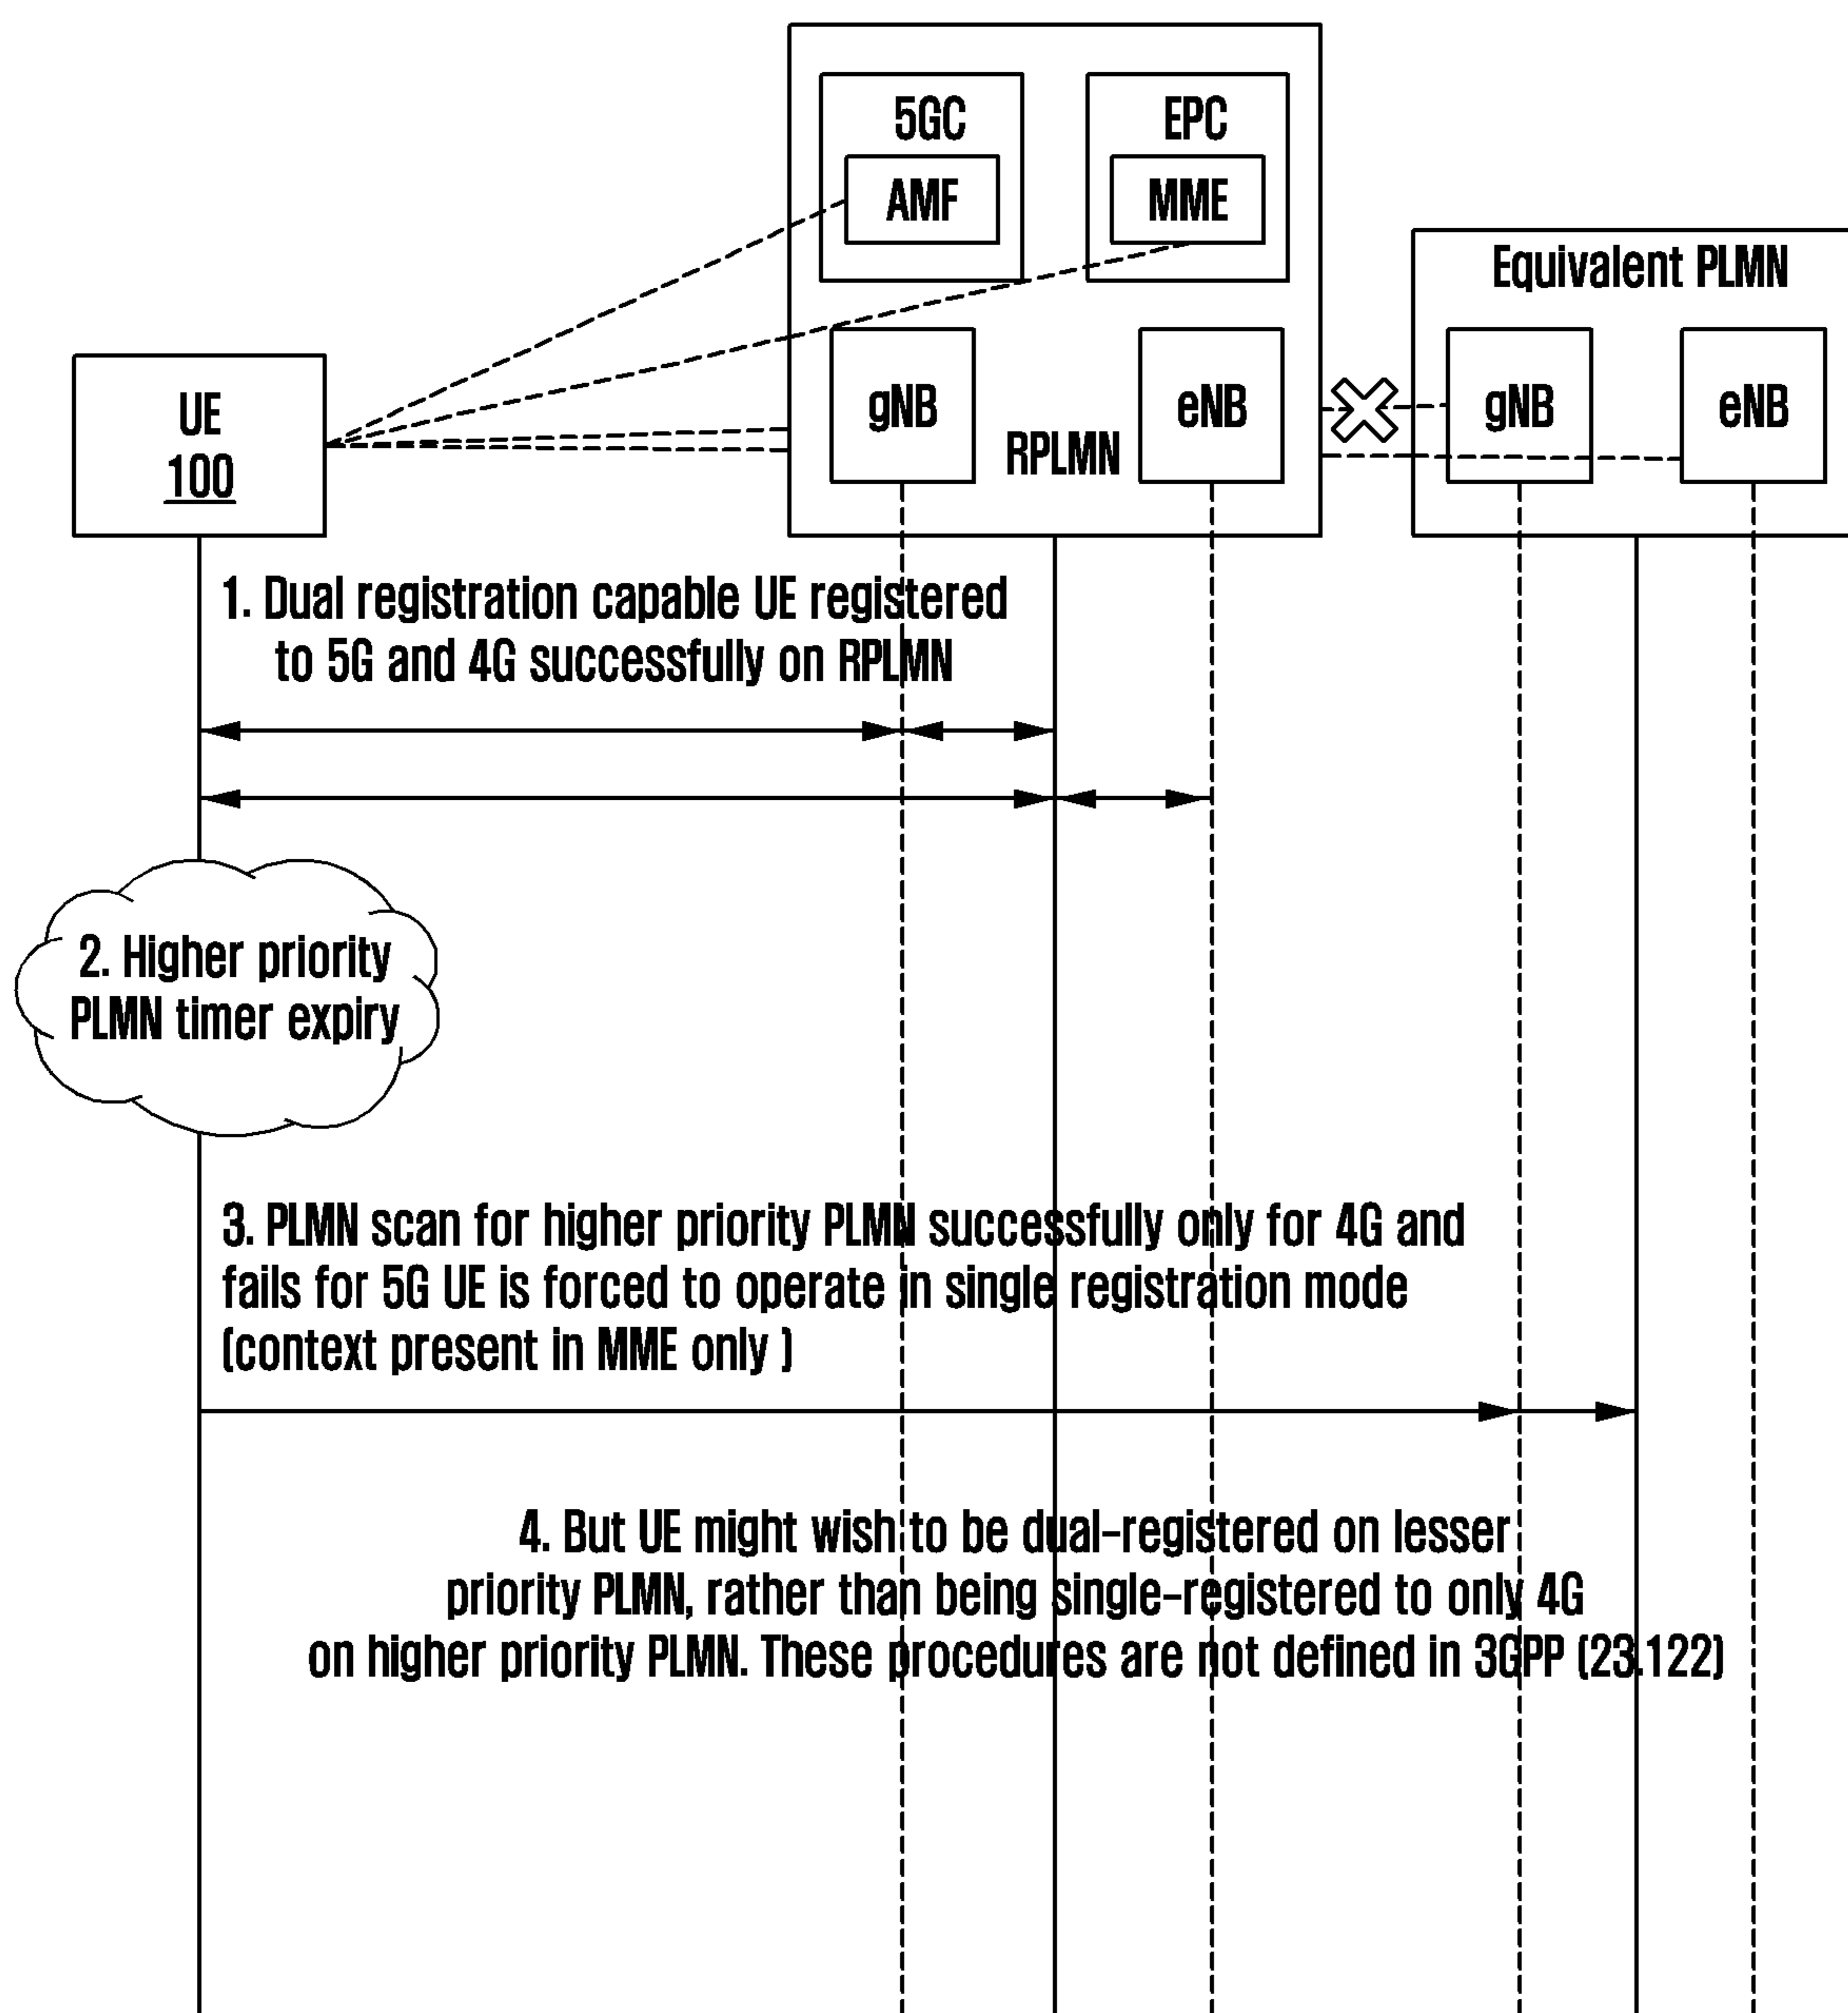 5GC
EPC
AMF
MME
Equivalent PLMN
UE
100
gNB
eNB
RPLMN
gNB
eNB
1. Dual registration capable UE registered
to 5G and 4G successfully on RPLMN
2. Higher priority
PLMN timer expiry
3. PLMN scan for higher priority PLMN successfully only for 4G and
fails for 5G UE is forced to operate in single registration mode
(context present in MME only )
4. But UE might wish to be dual-registered on lesser
priority PLMN, rather than being single-registered to only 4G
on higher priority PLMN. These procedures are not defined in 3GPP (23.122)